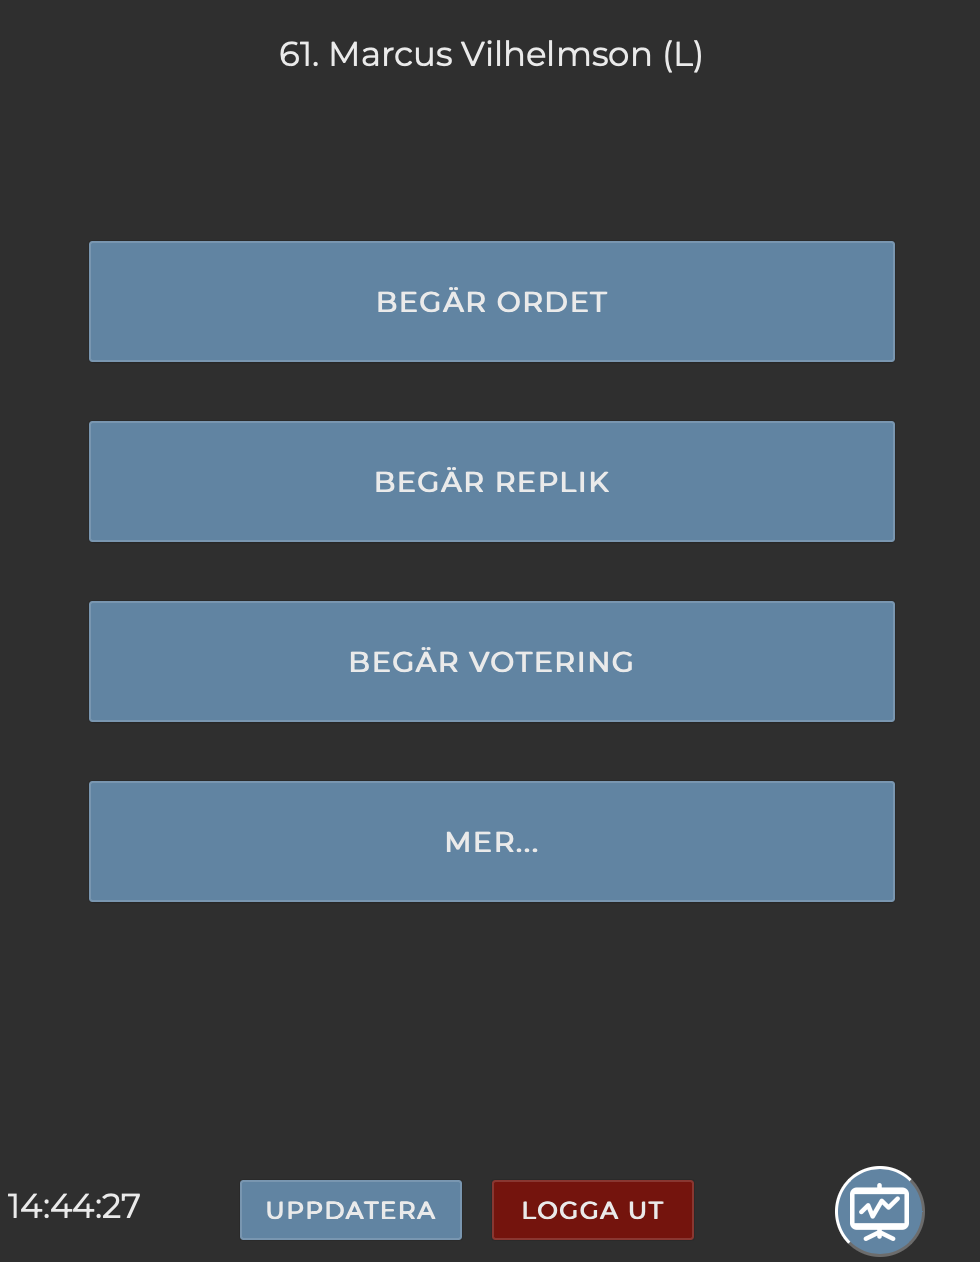 61. Marcus Vilhelmson (L)
BEGÄR ORDET
BEGÄR REPLIK
BEGÄR VOTERING
MER...
14:44:27
UPPDATERA
LOGGA UT